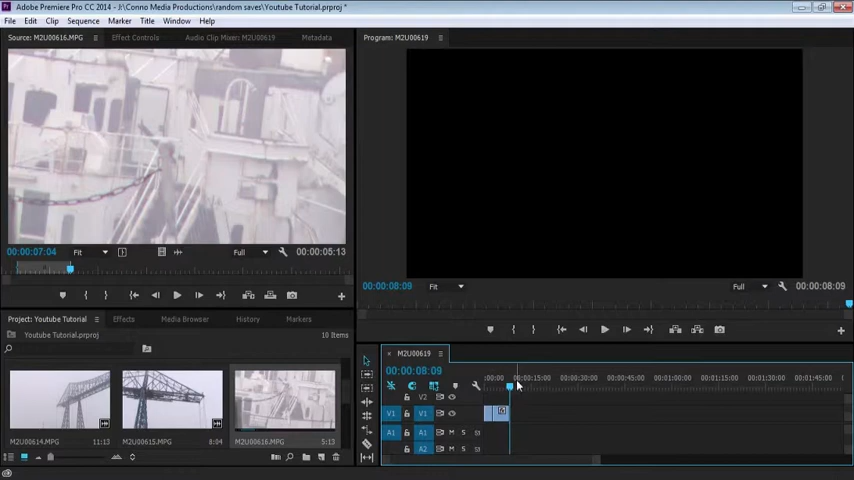 Adobe Premiere Pro CC 2014 - J:\Conno Media Productions\random saves\Youtube Tutorial.prproj *
File Edit Clip Sequence Marker Title Window Help
Source: M2U00616.MPG Effect Controls Audio Clip Mixer: M2U00619 Metadata
Program: M2U00619
00:00:07:04 Fit Full 00:00:05:13
00:00:08:09 Fit Full 00:00:08:09
Project: Youtube Tutorial Effects Media Browser History Markers
Youtube Tutorial.prproj 10 Items
M2U00614.MPG 11:13 M2U00615.MPG 8:04 M2U00616.MPG 5:13
M2U00619
00:00:08:09
:00:00 00:00:15:00 00:00:30:00 00:00:45:00 00:01:00:00 00:01:15:00 00:01:30:00 00:01:45:00
V2
V1 V1
A1 A1 M S
A2 M S